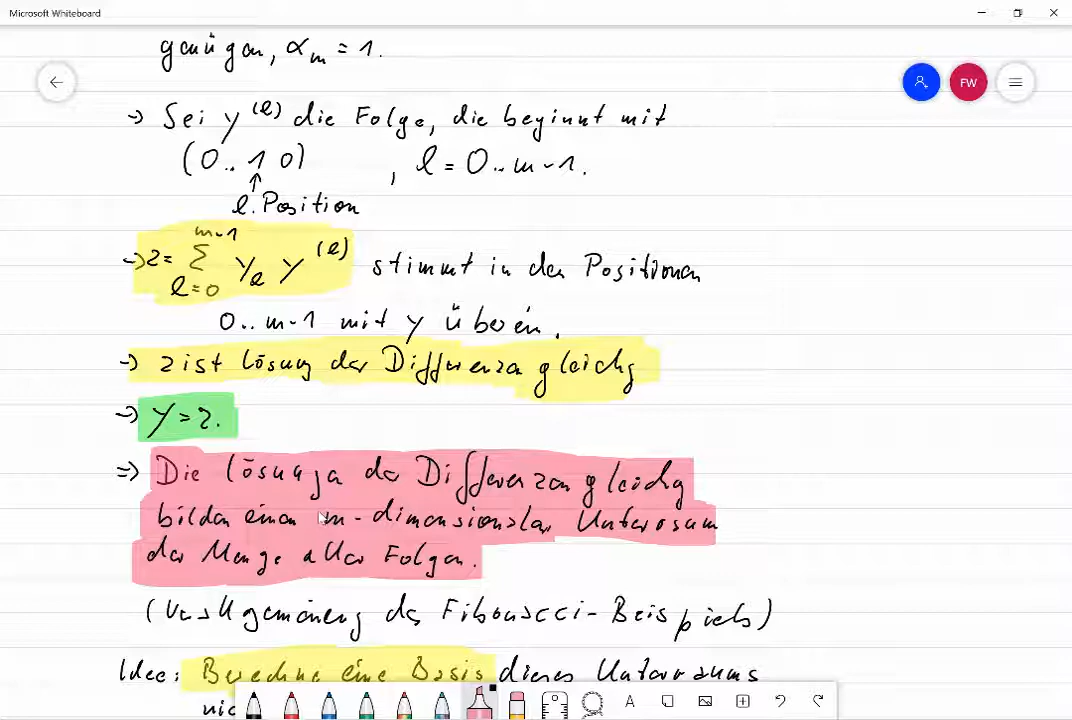 Microsoft Whiteboard
genügen, α_m = 1.
FW
→ Sei y^(l) die Folge, die beginnt mit
(0..1 0) , l = 0..m-1.
↑
l. Position
→ z = Σ_{l=0}^{m-1} y_l y^(l) stimmt in den Positionen
0..m-1 mit y überein.
→ z ist Lösung der Differenzengleichg
→ y = z.
⇒ Die Lösungen der Differenzengleichg
bilden einen m-dimensionalen Unterraum
der Menge aller Folgen.
(Verallgemeinerung des Fibonacci-Beispiels)
Idee: Berechne eine Basis dieses Unterraums
A